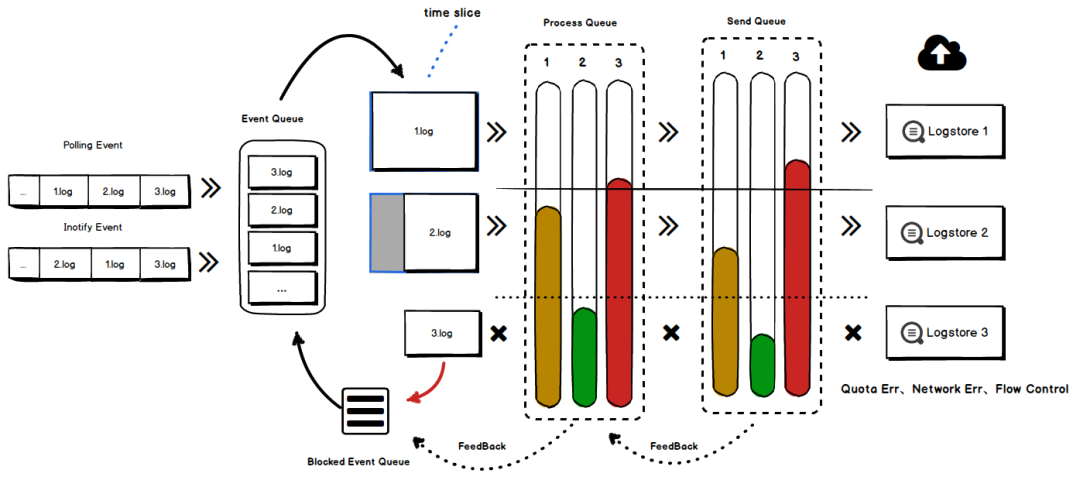 time slice
Process Queue
Send Queue
1 2 3
1 2 3
Event Queue
Polling Event
... 1.log 2.log 3.log
Inotify Event
... 2.log 1.log 3.log
3.log
2.log
1.log
...
1.log
2.log
3.log
Logstore 1
Logstore 2
Logstore 3
Quota Err、Network Err、Flow Control
FeedBack
FeedBack
Blocked Event Queue